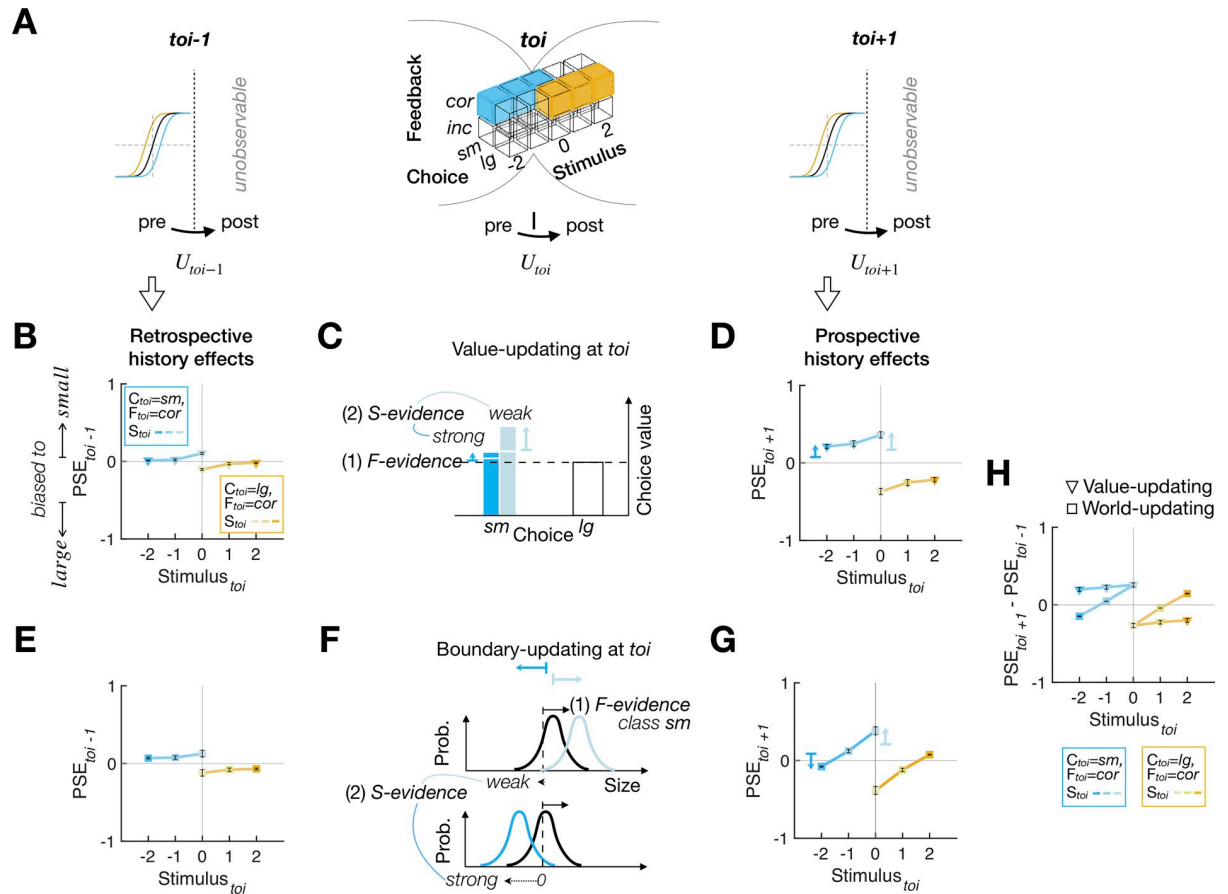 A
toi-1
unobservable
pre post
U_toi−1
toi
Feedback
cor
inc
sm
lg
Choice
-2 0 2
Stimulus
pre post
U_toi
toi+1
unobservable
pre post
U_toi+1
B
Retrospective
history effects
biased to
small
large
PSE_toi -1
1
0
-1
C_toi=sm,
F_toi=cor
S_toi
C_toi=lg,
F_toi=cor
S_toi
-2 -1 0 1 2
Stimulus_toi
C
Value-updating at toi
(2) S-evidence weak
strong
(1) F-evidence
Choice value
sm lg
Choice
D
Prospective
history effects
PSE_toi +1
1
0
-1
-2 -1 0 1 2
Stimulus_toi
E
PSE_toi -1
1
0
-1
-2 -1 0 1 2
Stimulus_toi
F
Boundary-updating at toi
(1) F-evidence
class sm
Prob.
weak Size
(2) S-evidence
Prob.
strong 0
G
PSE_toi +1
1
0
-1
-2 -1 0 1 2
Stimulus_toi
H
Value-updating
World-updating
PSE_toi +1 - PSE_toi -1
1
0
-1
-2 -1 0 1 2
Stimulus_toi
C_toi=sm,
F_toi=cor
S_toi
C_toi=lg,
F_toi=cor
S_toi